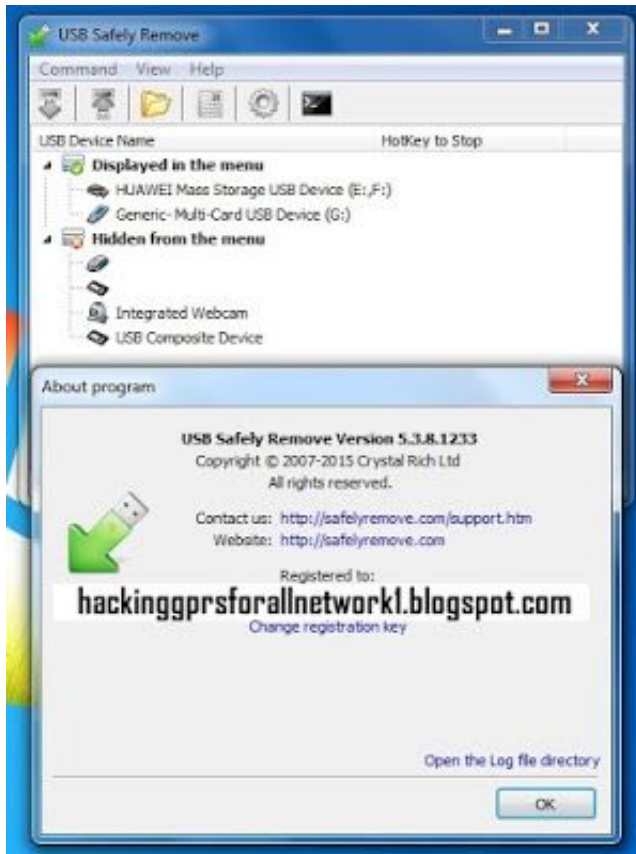 USB Safely Remove
Command View Help
USB Device Name HotKey to Stop
Displayed in the menu
HUAWEI Mass Storage USB Device (E:,F:)
Generic- Multi-Card USB Device (G:)
Hidden from the menu
Integrated Webcam
USB Composite Device
About program
USB Safely Remove Version 5.3.8.1233
Copyright © 2007-2015 Crystal Rich Ltd
All rights reserved.
Contact us: http://safelyremove.com/support.htm
Website: http://safelyremove.com
Registered to:
hackinggprsforallnetwork1.blogspot.com
Change registration key
Open the Log file directory
OK